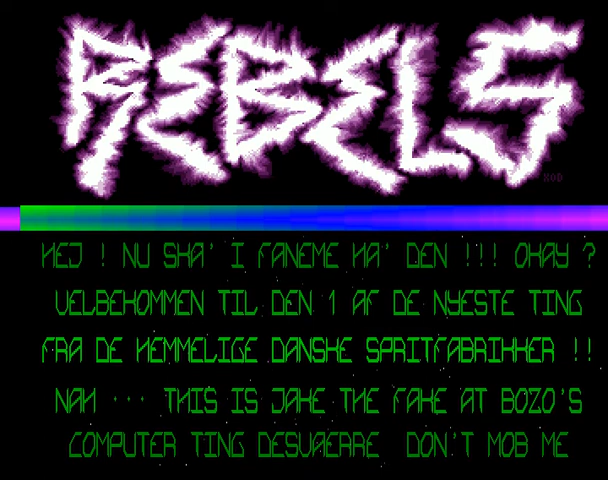 REBELS
KOD
HEJ ! NU SKA' I FANEME HA' DEN !!! OKAY ?
VELBEKOMMEN TIL DEN 1 AF DE NYESTE TING
FRA DE HEMMELIGE DANSKE SPRITFABRIKKER !!
NAH ... THIS IS JAKE THE FAKE AT BOZO'S
COMPUTER TING DESVAERRE DON'T MOB ME